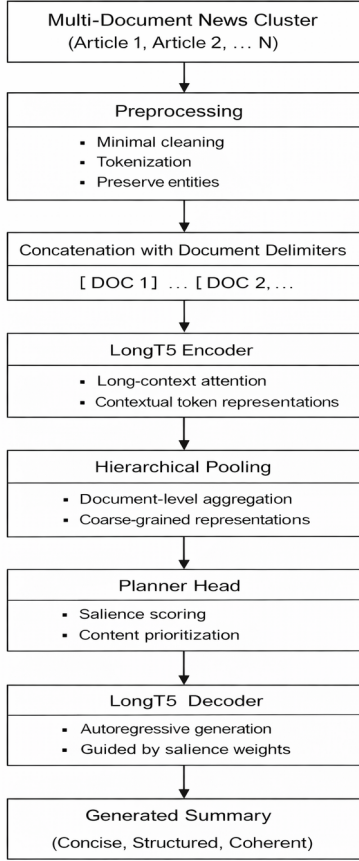 Multi-Document News Cluster
(Article 1, Article 2, ... N)
Preprocessing
▪ Minimal cleaning
▪ Tokenization
▪ Preserve entities
Concatenation with Document Delimiters
[ DOC 1] ... [ DOC 2, ...
LongT5 Encoder
▪ Long-context attention
▪ Contextual token representations
Hierarchical Pooling
▪ Document-level aggregation
▪ Coarse-grained representations
Planner Head
▪ Salience scoring
▪ Content prioritization
LongT5 Decoder
▪ Autoregressive generation
▪ Guided by salience weights
Generated Summary
(Concise, Structured, Coherent)